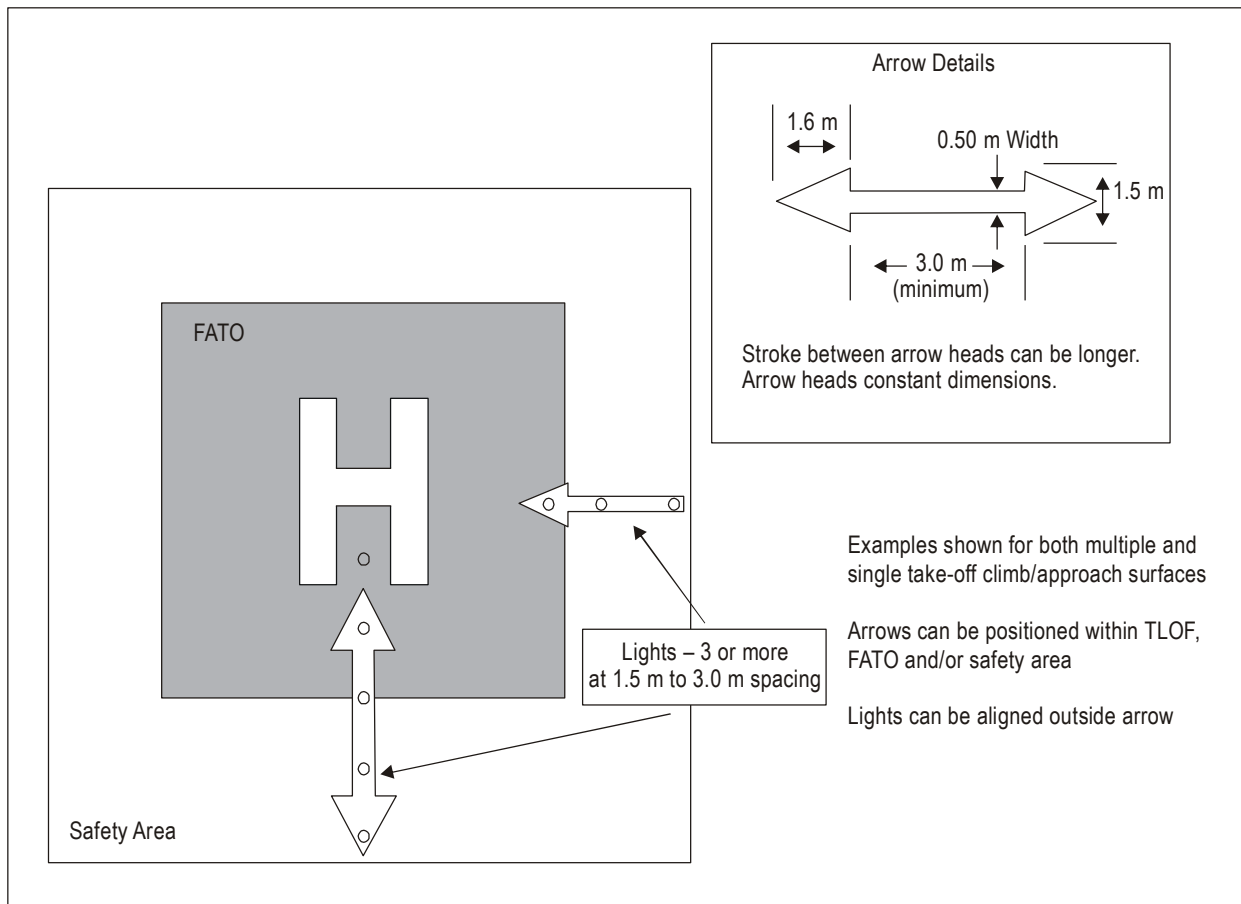 Arrow Details
1.6 m
0.50 m Width
1.5 m
3.0 m
(minimum)
Stroke between arrow heads can be longer.
Arrow heads constant dimensions.
FATO
H
Examples shown for both multiple and
single take-off climb/approach surfaces
Lights – 3 or more
at 1.5 m to 3.0 m spacing
Arrows can be positioned within TLOF,
FATO and/or safety area
Lights can be aligned outside arrow
Safety Area